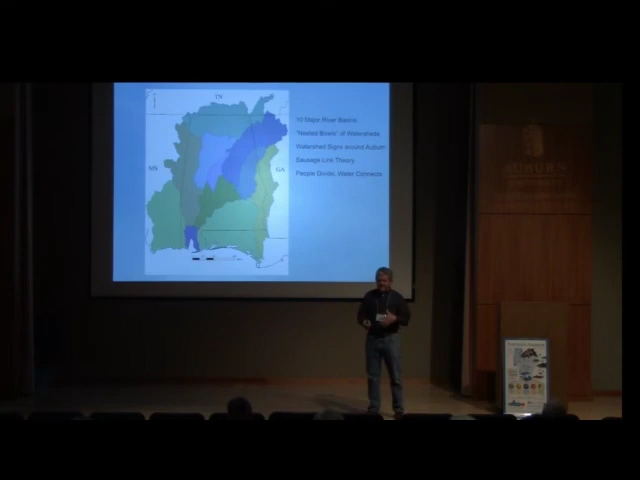 TN
MS
GA
10 Major River Basins
"Nested Bowls" of Watersheds
Watershed Signs around Auburn
Sausage Link Theory
People Divide, Water Connects
AUBURN